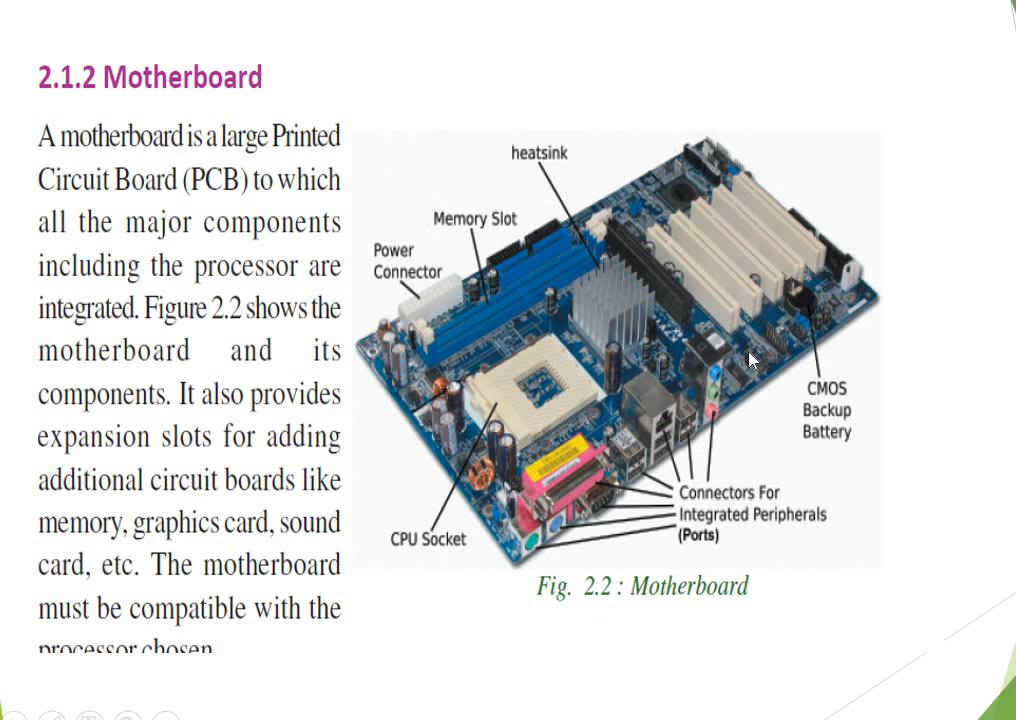 2.1.2 Motherboard
A motherboard is a large Printed
Circuit Board (PCB) to which
all the major components
including the processor are
integrated. Figure 2.2 shows the
motherboard and its
components. It also provides
expansion slots for adding
additional circuit boards like
memory, graphics card, sound
card, etc. The motherboard
must be compatible with the
processor chosen
heatsink
Memory Slot
Power
Connector
CMOS
Backup
Battery
Connectors For
Integrated Peripherals
(Ports)
CPU Socket
Fig. 2.2 : Motherboard